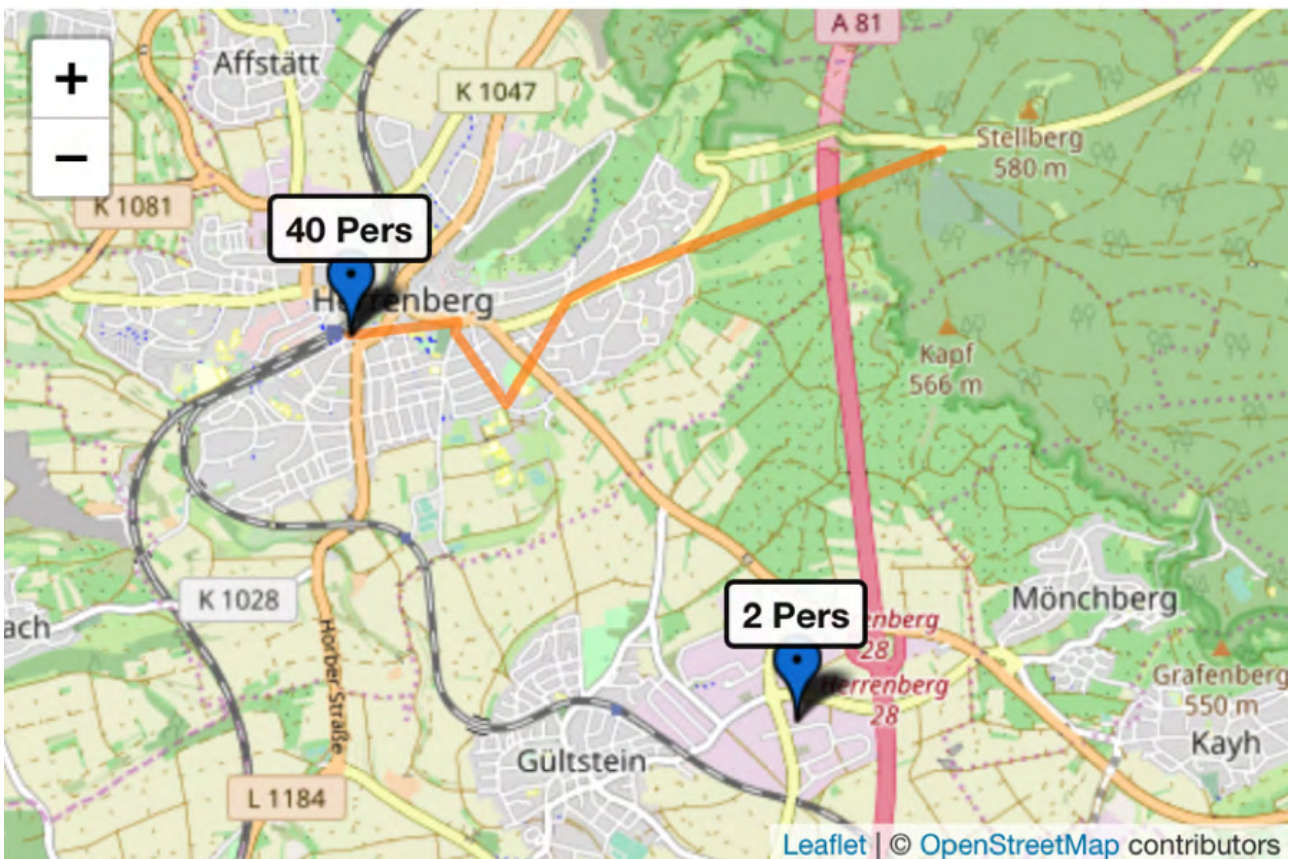 A 81
+
Affstätt
K 1047
−
Stellberg
580 m
K 1081
40 Pers
Herrenberg
Kapf
566 m
K 1028
Mönchberg
2 Pers
enberg
28
ach
Horber Straße
Grafenberg
550 m
Herrenberg
28
Kayh
Gültstein
L 1184
Leaflet | © OpenStreetMap contributors